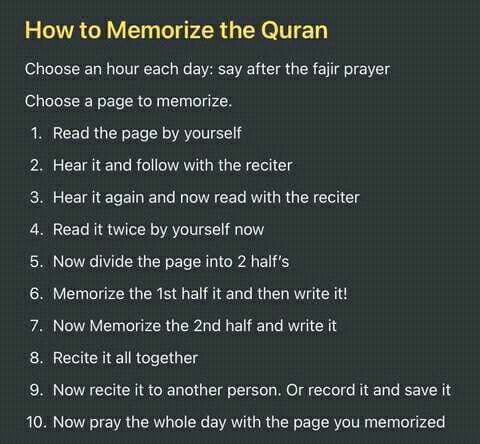 How to Memorize the Quran
Choose an hour each day: say after the fajir prayer
Choose a page to memorize.
1. Read the page by yourself
2. Hear it and follow with the reciter
3. Hear it again and now read with the reciter
4. Read it twice by yourself now
5. Now divide the page into 2 half's
6. Memorize the 1st half it and then write it!
7. Now Memorize the 2nd half and write it
8. Recite it all together
9. Now recite it to another person. Or record it and save it
10. Now pray the whole day with the page you memorized